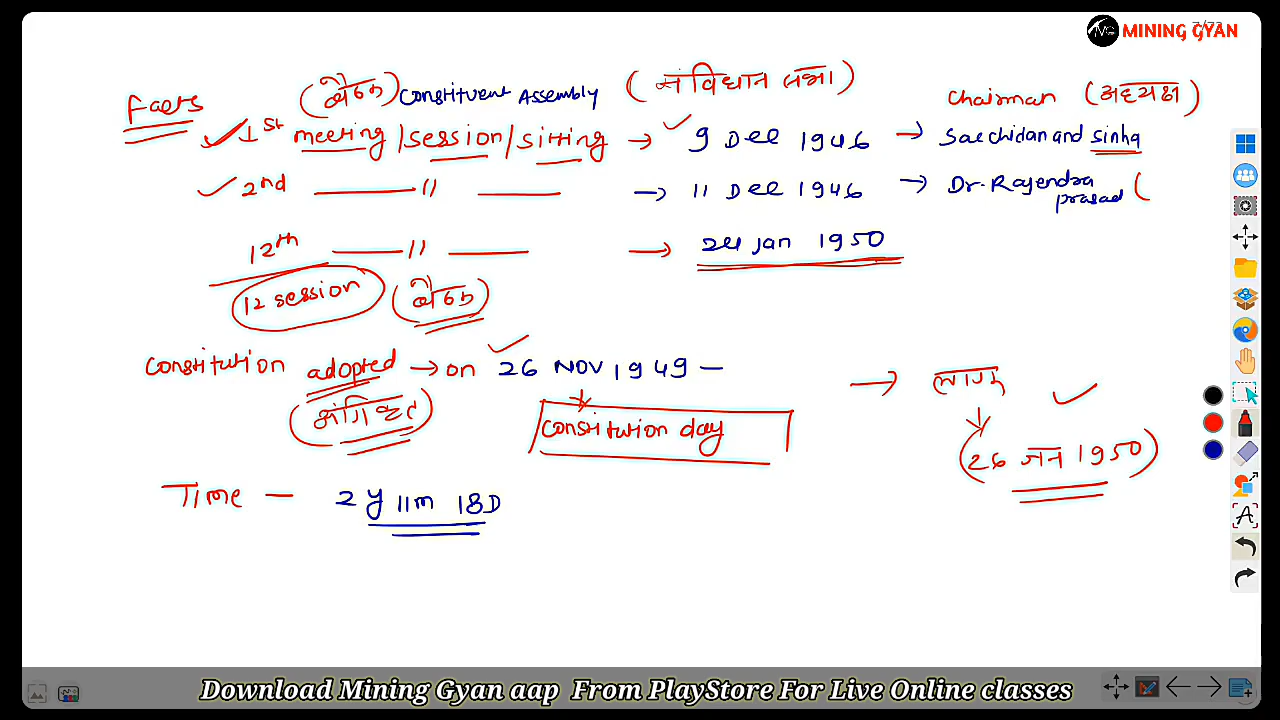 7/73
MINING GYAN
Facts (बैठक) Constituent Assembly (संविधान सभा) Chairman (अध्यक्ष)
1st meeting/session/sitting → 9 Dec 1946 → Sacchidanand sinha
2nd —— 11 —— → 11 Dec 1946 → Dr. Rajendra prasad (
12th —— 11 —— → 24 Jan 1950
12 session (बैठक)
Constitution adopted → on 26 NOV 1949 – → लागू
(अंगिकृत) Constitution day (26 जन 1950)
Time – 2y 11m 18D
Download Mining Gyan aap From PlayStore For Live Online classes